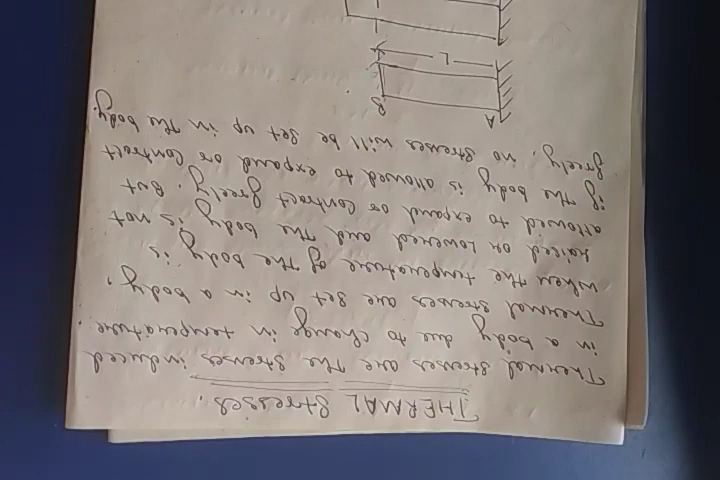 THERMAL Stresses.
Thermal stresses are the stresses induced
in a body due to change in temperature.
Thermal stresses are set up in a body,
when the temperature of the body is
raised or Lowered and the body is not
allowed to expand or contract freely. But
if the body is allowed to expand or contract
freely, no stresses will be set up in the body.
A B
L